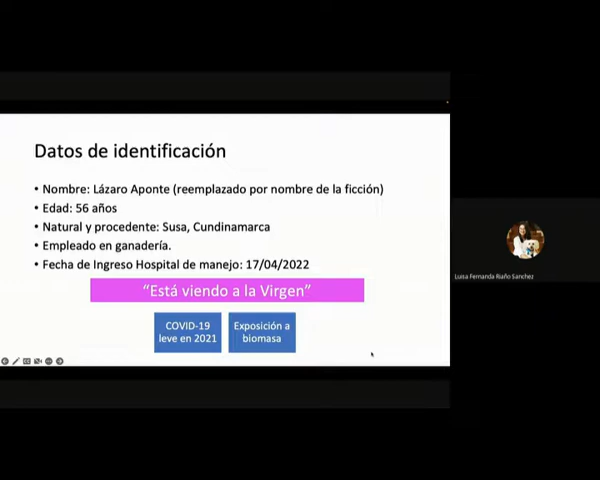 Datos de identificación
• Nombre: Lázaro Aponte (reemplazado por nombre de la ficción)
• Edad: 56 años
• Natural y procedente: Susa, Cundinamarca
• Empleado en ganadería.
• Fecha de Ingreso Hospital de manejo: 17/04/2022
“Está viendo a la Virgen”
COVID-19
leve en 2021
Exposición a
biomasa
Luisa Fernanda Riaño Sanchez